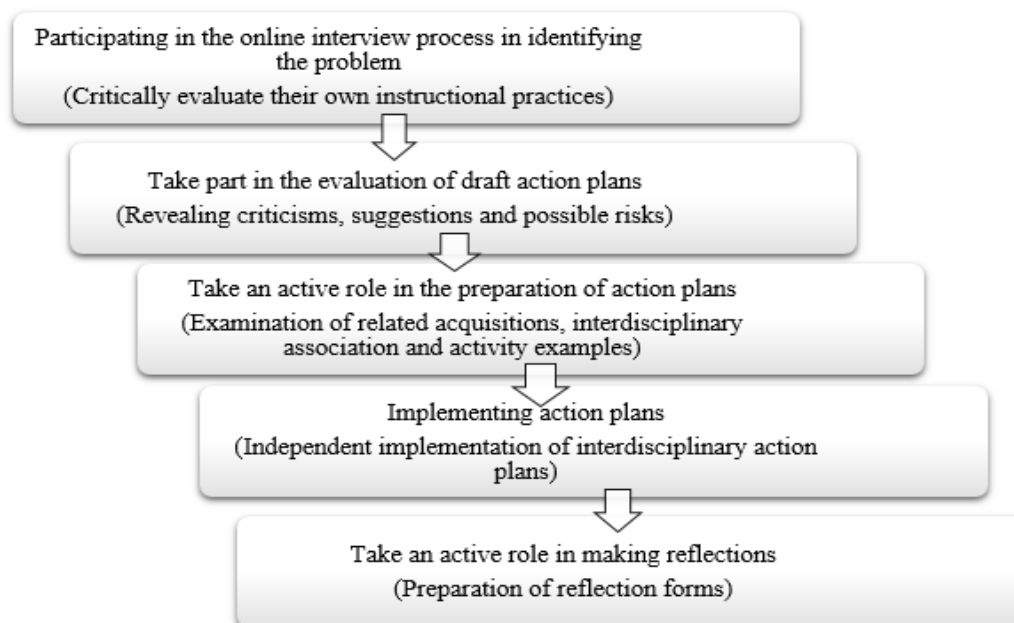 Participating in the online interview process in identifying
the problem
(Critically evaluate their own instructional practices)
Take part in the evaluation of draft action plans
(Revealing criticisms, suggestions and possible risks)
Take an active role in the preparation of action plans
(Examination of related acquisitions, interdisciplinary
association and activity examples)
Implementing action plans
(Independent implementation of interdisciplinary action
plans)
Take an active role in making reflections
(Preparation of reflection forms)